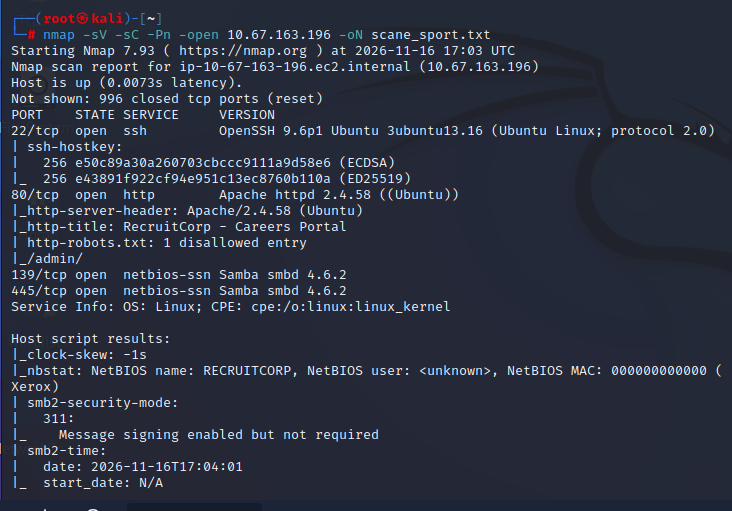 ┌──(root㉿kali)-[~]
└─# nmap -sV -sC -Pn -open 10.67.163.196 -oN scane_sport.txt
Starting Nmap 7.93 ( https://nmap.org ) at 2026-11-16 17:03 UTC
Nmap scan report for ip-10-67-163-196.ec2.internal (10.67.163.196)
Host is up (0.0073s latency).
Not shown: 996 closed tcp ports (reset)
PORT    STATE SERVICE     VERSION
22/tcp  open  ssh         OpenSSH 9.6p1 Ubuntu 3ubuntu13.16 (Ubuntu Linux; protocol 2.0)
| ssh-hostkey:
|   256 e50c89a30a260703cbccc9111a9d58e6 (ECDSA)
|_  256 e43891f922cf94e951c13ec8760b110a (ED25519)
80/tcp  open  http        Apache httpd 2.4.58 ((Ubuntu))
|_http-server-header: Apache/2.4.58 (Ubuntu)
|_http-title: RecruitCorp - Careers Portal
| http-robots.txt: 1 disallowed entry
|_/admin/
139/tcp open  netbios-ssn Samba smbd 4.6.2
445/tcp open  netbios-ssn Samba smbd 4.6.2
Service Info: OS: Linux; CPE: cpe:/o:linux:linux_kernel

Host script results:
|_clock-skew: -1s
|_nbstat: NetBIOS name: RECRUITCORP, NetBIOS user: <unknown>, NetBIOS MAC: 000000000000 (
Xerox)
| smb2-security-mode:
|   311:
|_    Message signing enabled but not required
| smb2-time:
|   date: 2026-11-16T17:04:01
|_  start_date: N/A